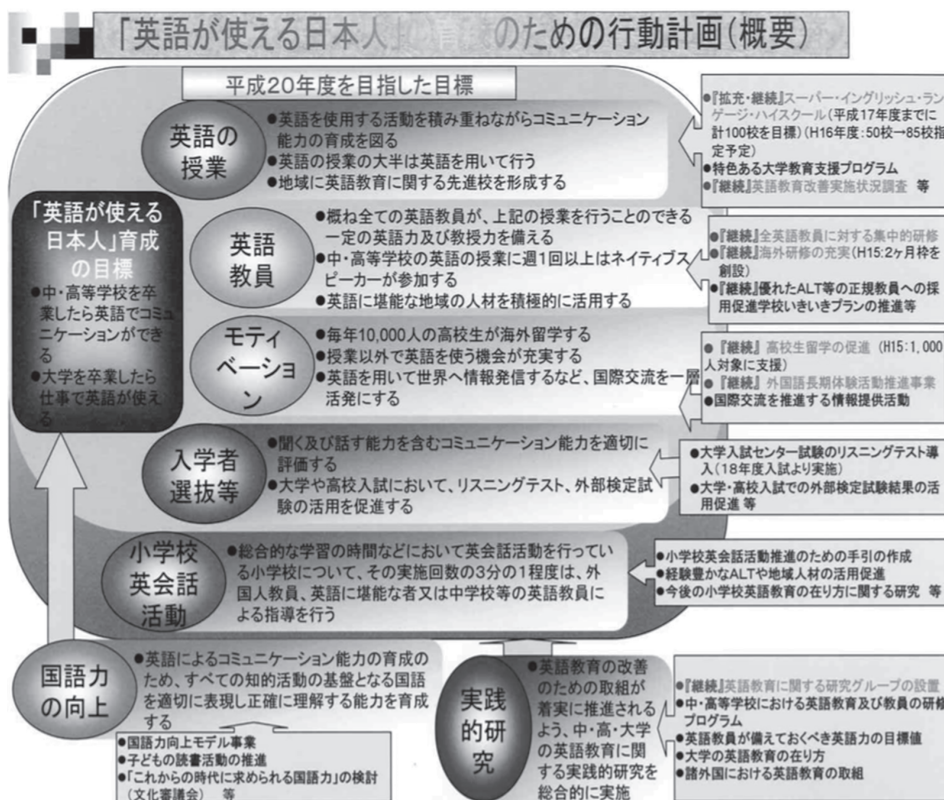 「英語が使える日本人」育成のための行動計画(概要)
平成20年度を目指した目標
英語の
授業
●英語を使用する活動を積み重ねながらコミュニケーション
能力の育成を図る
●英語の授業の大半は英語を用いて行う
●地域に英語教育に関する先進校を形成する
●『拡充・継続』スーパー・イングリッシュ・ラン
ゲージ・ハイスクール(平成17年度までに
計100校を目標)(H16年度:50校→85校指
定予定)
●特色ある大学教育支援プログラム
●『継続』英語教育改善実施状況調査 等
「英語が使える
日本人」育成
の目標
●中・高等学校を卒
業したら英語でコミュ
ニケーションができ
る
●大学を卒業したら
仕事で英語が使え
る
英語
教員
●概ね全ての英語教員が、上記の授業を行うことのできる
一定の英語力及び教授力を備える
●中・高等学校の英語の授業に週1回以上はネイティブス
ピーカーが参加する
●英語に堪能な地域の人材を積極的に活用する
●『継続』全英語教員に対する集中的研修
●『継続』海外研修の充実(H15:2ヶ月枠を
創設)
●『継続』優れたALT等の正規教員への採
用促進学校いきいきプランの推進等
モティ
ベーショ
ン
●毎年10,000人の高校生が海外留学する
●授業以外で英語を使う機会が充実する
●英語を用いて世界へ情報発信するなど、国際交流を一層
活発にする
●『継続』高校生留学の促進 (H15:1,000
人対象に支援)
●『継続』外国語長期体験活動推進事業
●国際交流を推進する情報提供活動
入学者
選抜等
●聞く及び話す能力を含むコミュニケーション能力を適切に
評価する
●大学や高校入試において、リスニングテスト、外部検定試
験の活用を促進する
●大学入試センター試験のリスニングテスト導
入(18年度入試より実施)
●大学・高校入試での外部検定試験結果の活
用促進 等
小学校
英会話
活動
●総合的な学習の時間などにおいて英会話活動を行ってい
る小学校について、その実施回数の3分の1程度は、外
国人教員、英語に堪能な者又は中学校等の英語教員に
よる指導を行う
●小学校英会話活動推進のための手引の作成
●経験豊かなALTや地域人材の活用促進
●今後の小学校英語教育の在り方に関する研究 等
国語力
の向上
●英語によるコミュニケーション能力の育成の
ため、すべての知的活動の基盤となる国語
を適切に表現し正確に理解する能力を育成
する
●国語力向上モデル事業
●子どもの読書活動の推進
●「これからの時代に求められる国語力」の検討
(文化審議会) 等
実践
的研
究
●英語教育の改善
のための取組が
着実に推進される
よう、中・高・大学
の英語教育に関
する実践的研究を
総合的に実施
●『継続』英語教育に関する研究グループの設置
●中・高等学校における英語教育及び教員の研修
プログラム
●英語教員が備えておくべき英語力の目標値
●大学の英語教育の在り方
●諸外国における英語教育の取組